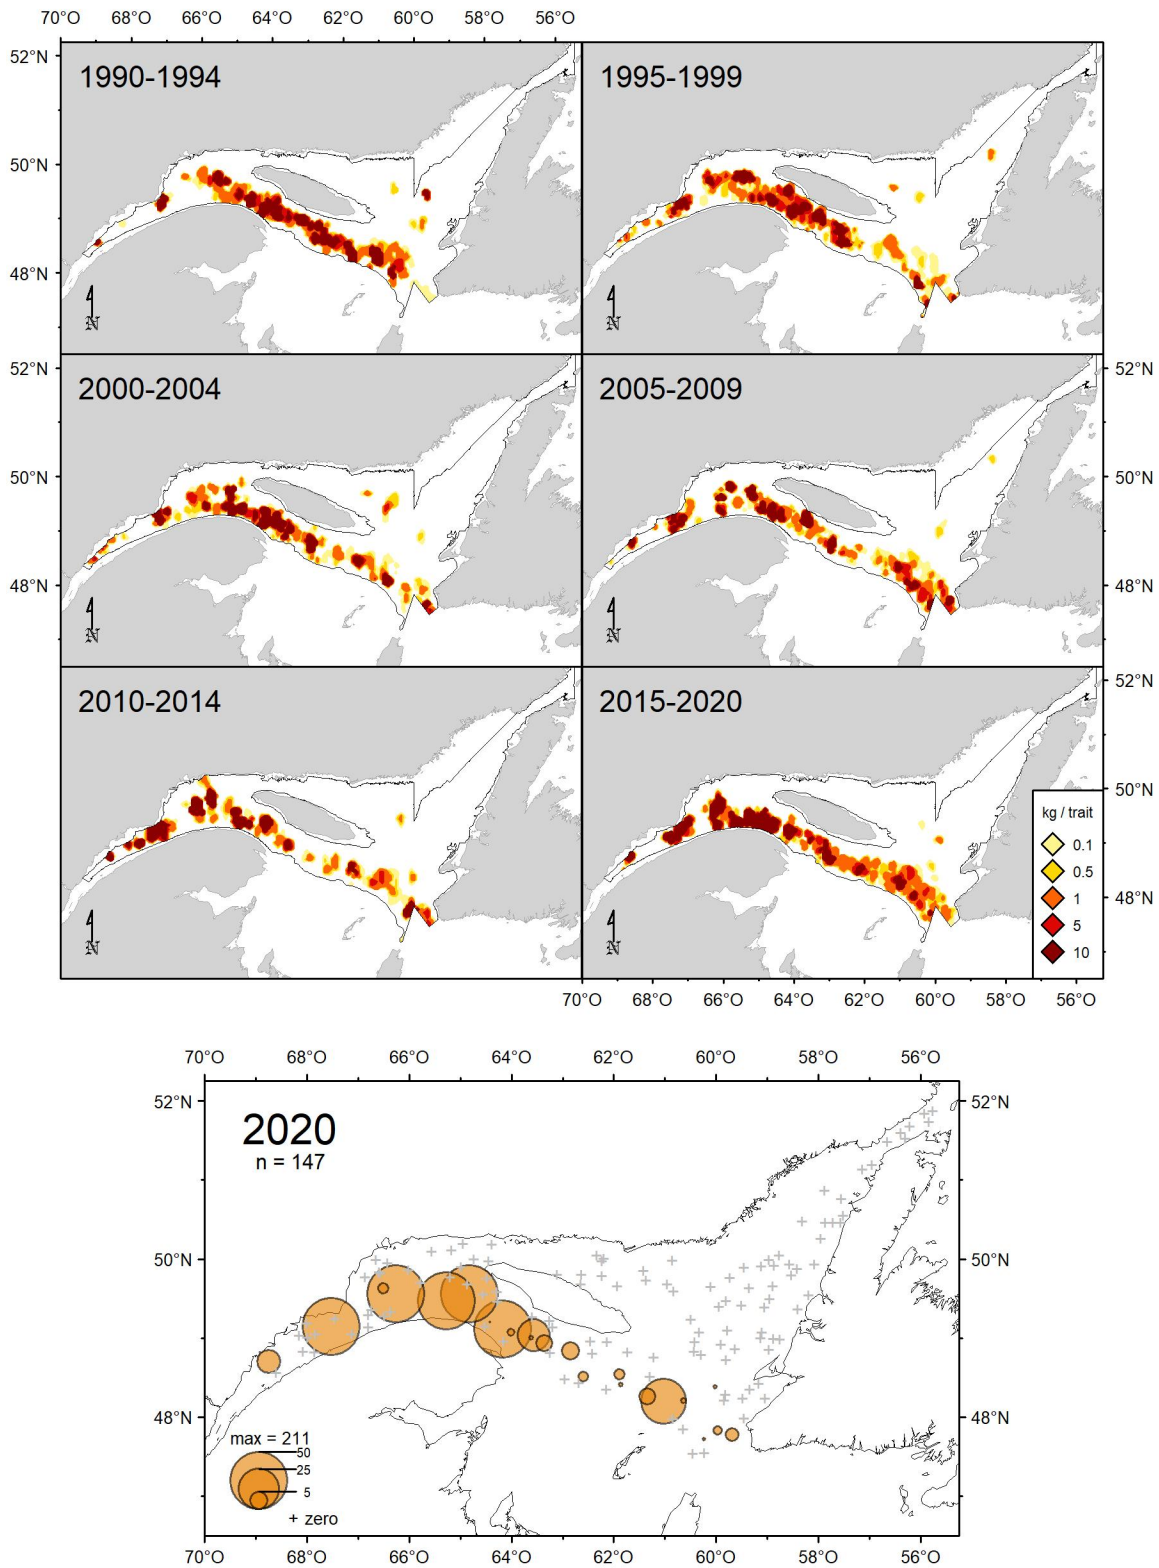 70°O 68°O 66°O 64°O 62°O 60°O 58°O 56°O
52°N
1990-1994 1995-1999
50°N
48°N
N N
52°N 52°N
2000-2004 2005-2009
50°N 50°N
48°N 48°N
N N
52°N
2010-2014 2015-2020
50°N
kg / trait
0.1
0.5
1 48°N
5
10
N N
70°O 68°O 66°O 64°O 62°O 60°O 58°O 56°O
70°O 68°O 66°O 64°O 62°O 60°O 58°O 56°O
52°N 52°N
2020
n = 147
50°N 50°N
48°N 48°N
max = 211
50
25
5
+ zero
70°O 68°O 66°O 64°O 62°O 60°O 58°O 56°O